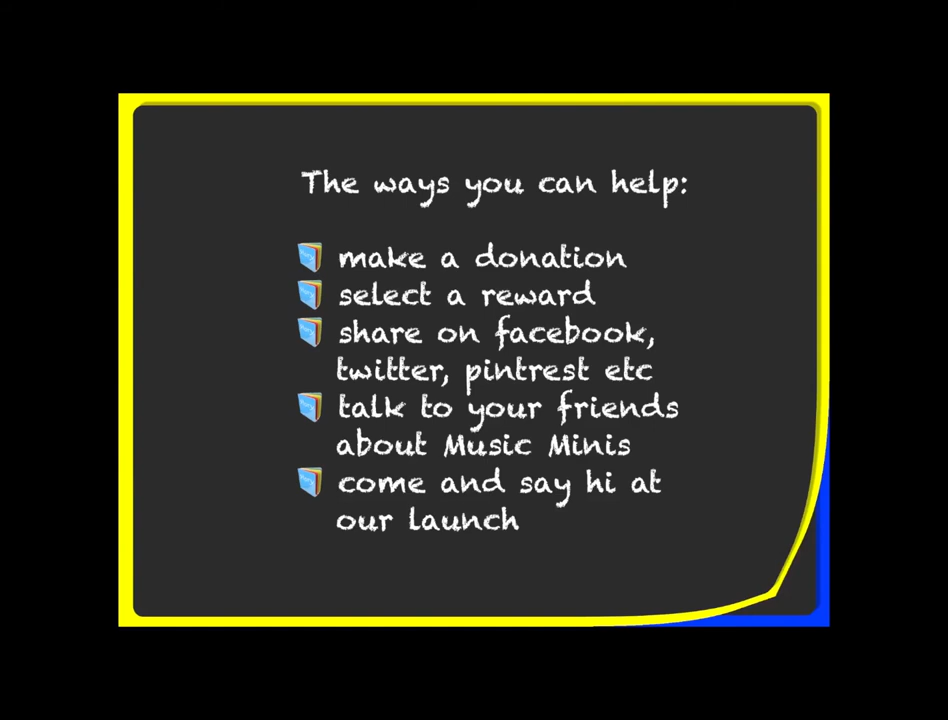 The ways you can help:
make a donation
select a reward
share on facebook,
twitter, pintrest etc
talk to your friends
about Music Minis
come and say hi at
our launch